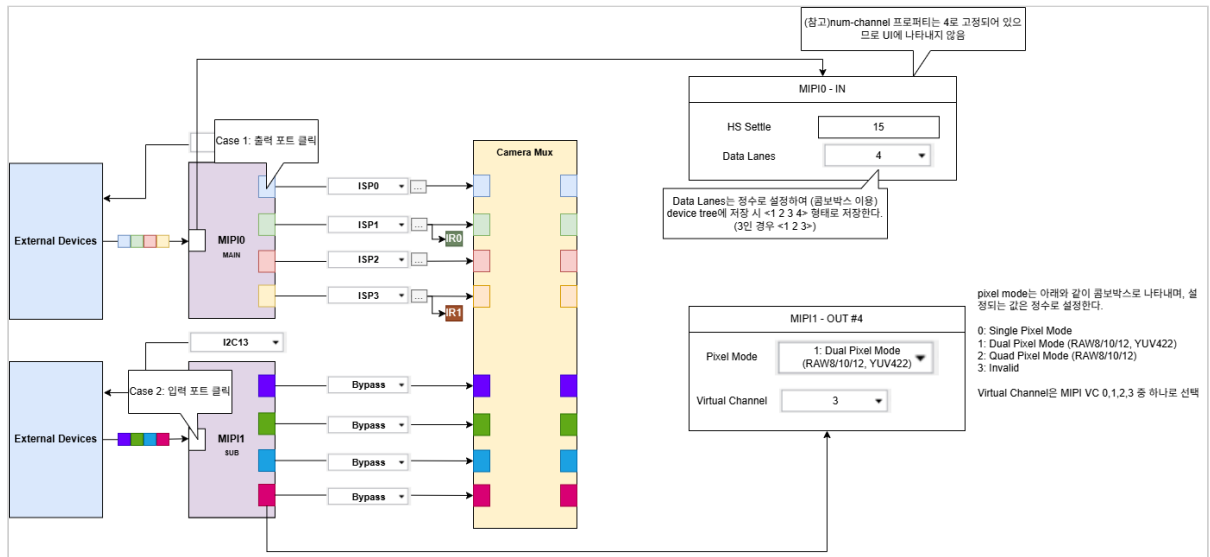 (참고)num-channel 프로퍼티는 4로 고정되어 있으
므로 UI에 나타내지 않음
MIPI0 - IN
HS Settle
15
Data Lanes
4
Data Lanes는 정수로 설정하여 (콤보박스 이용)
device tree에 저장 시 <1 2 3 4> 형태로 저장한다.
(3인 경우 <1 2 3>)
Case 1: 출력 포트 클릭
External Devices
MIPI0
MAIN
ISP0
...
ISP1
...
IR0
ISP2
...
ISP3
...
IR1
Camera Mux
I2C13
Case 2: 입력 포트 클릭
External Devices
MIPI1
SUB
Bypass
Bypass
Bypass
Bypass
MIPI1 - OUT #4
Pixel Mode
1: Dual Pixel Mode
(RAW8/10/12, YUV422)
Virtual Channel
3
pixel mode는 아래와 같이 콤보박스로 나타내며, 설
정되는 값은 정수로 설정한다.
0: Single Pixel Mode
1: Dual Pixel Mode (RAW8/10/12, YUV422)
2: Quad Pixel Mode (RAW8/10/12)
3: Invalid
Virtual Channel은 MIPI VC 0,1,2,3 중 하나로 선택